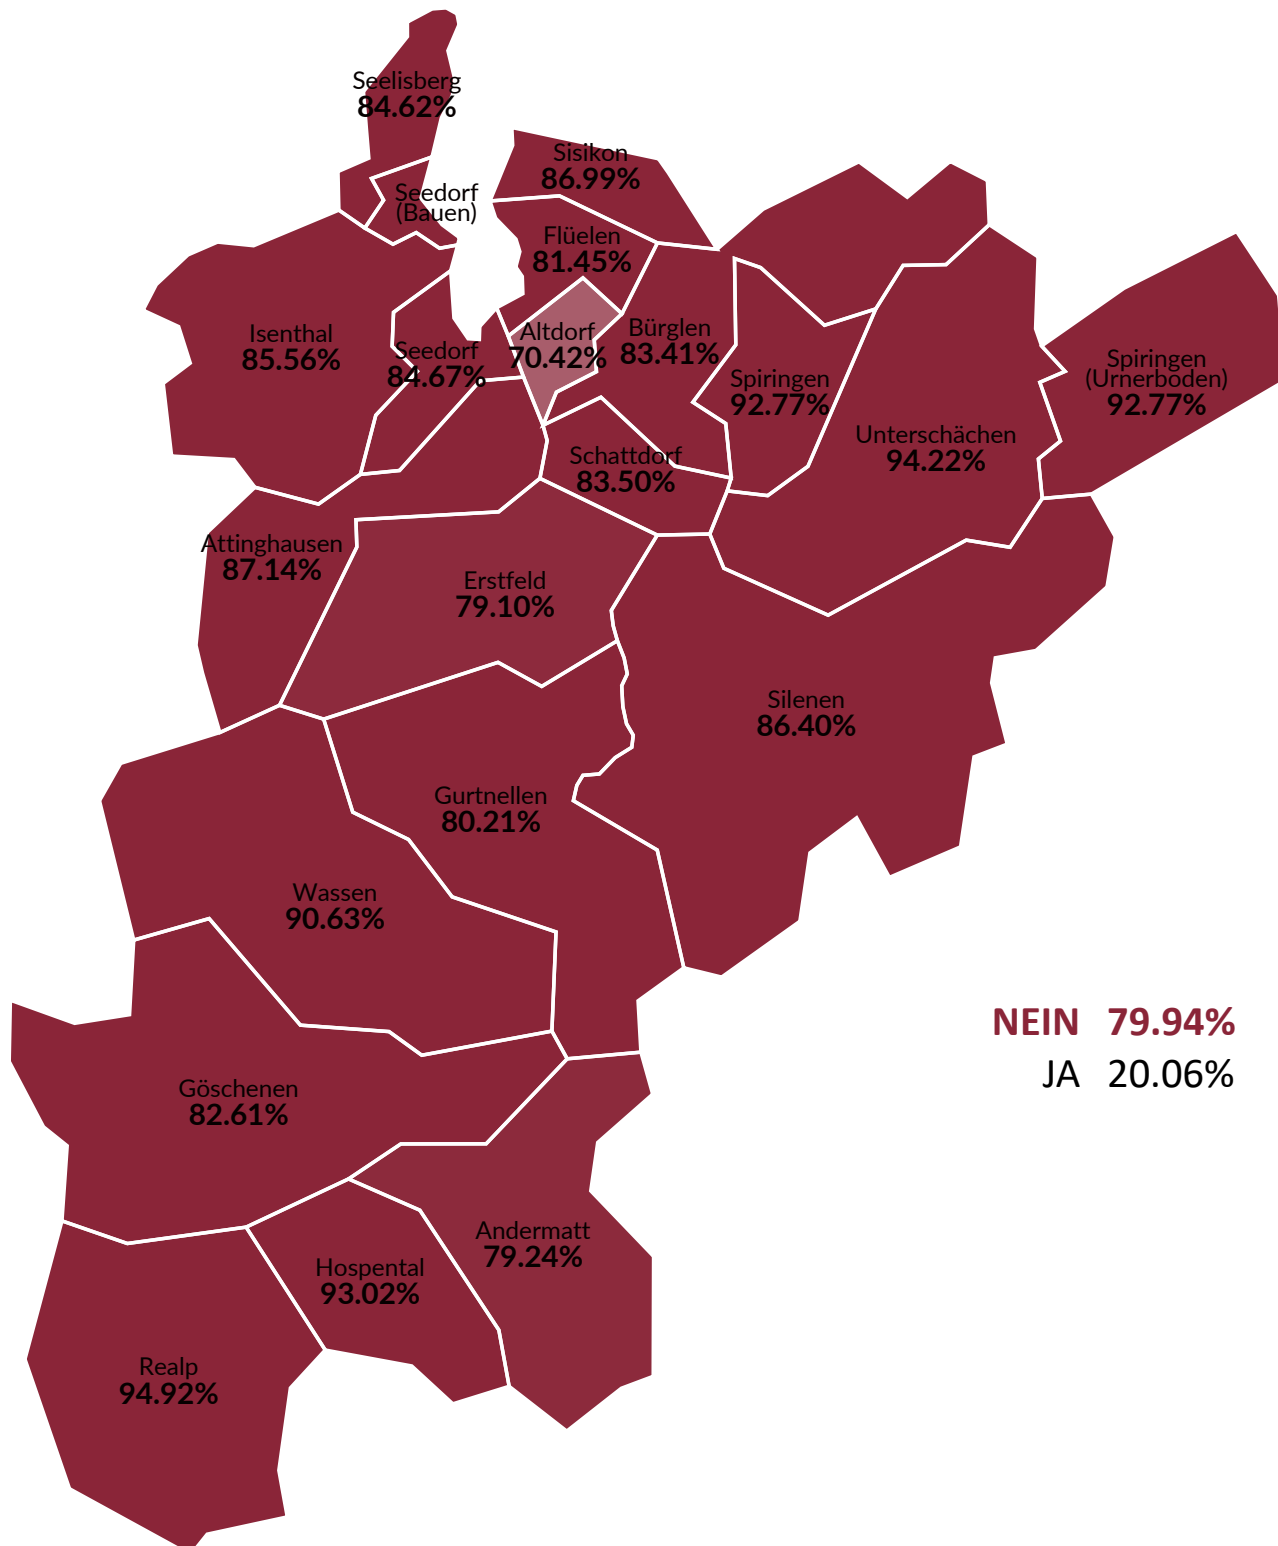 Seelisberg
84.62%
Sisikon
86.99%
Seedorf
(Bauen)
Flüelen
81.45%
Isenthal
85.56%
Seedorf
84.67%
Altdorf
70.42%
Bürglen
83.41%
Spiringen
92.77%
Spiringen
(Urnerboden)
92.77%
Unterschächen
94.22%
Schattdorf
83.50%
Attinghausen
87.14%
Erstfeld
79.10%
Silenen
86.40%
Gurtnellen
80.21%
Wassen
90.63%
NEIN 79.94%
JA 20.06%
Göschenen
82.61%
Andermatt
79.24%
Hospental
93.02%
Realp
94.92%